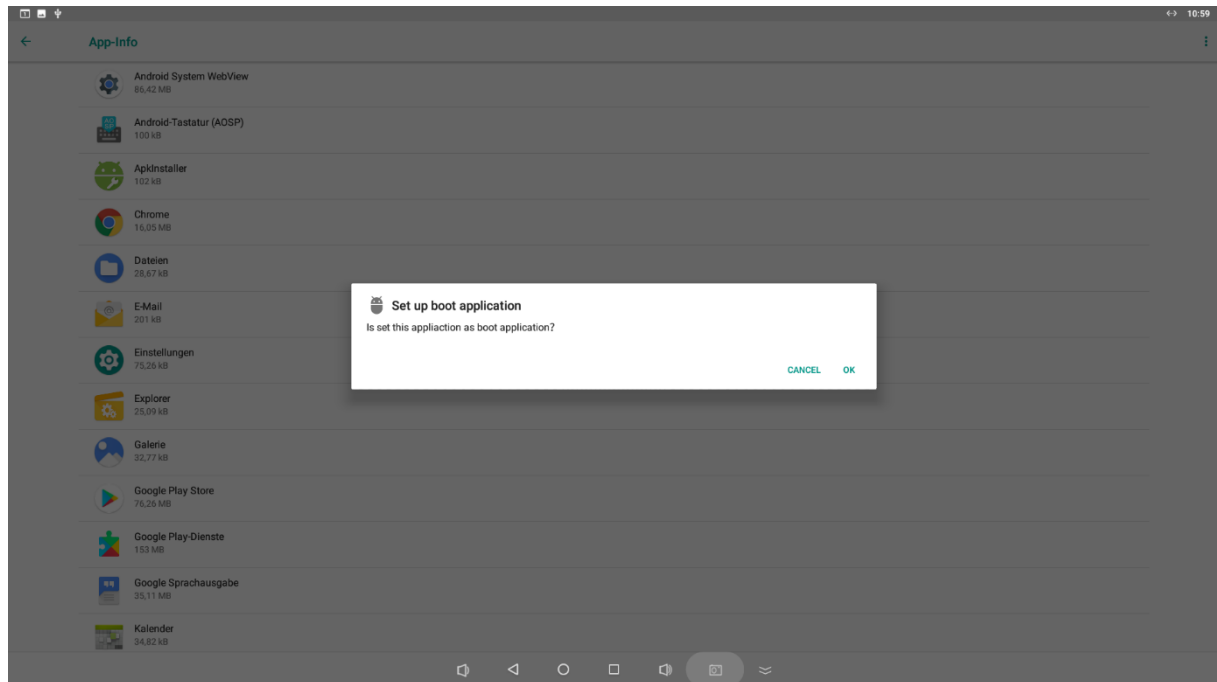 10:59
App-Info
Android System WebView
86,42 MB
Android-Tastatur (AOSP)
100 kB
ApkInstaller
102 kB
Chrome
16,05 MB
Dateien
28,67 kB
E-Mail
201 kB
Einstellungen
75,26 kB
Explorer
25,09 kB
Galerie
32,77 kB
Google Play Store
76,26 MB
Google Play-Dienste
153 MB
Google Sprachausgabe
35,11 MB
Kalender
34,82 kB
Set up boot application
Is set this appliaction as boot application?
CANCEL OK